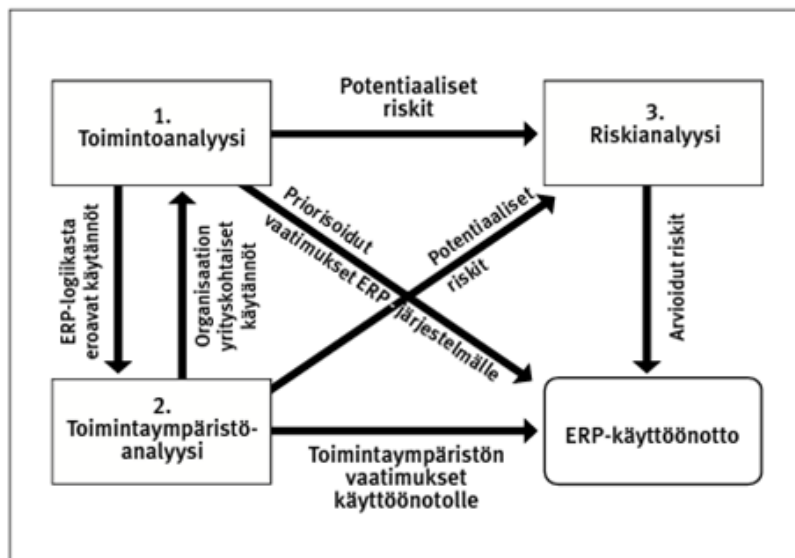 1.
Toimintoanalyysi
Potentiaaliset
riskit
3.
Riskianalyysi
ERP-logiikasta
eroavat käytännöt
Organisaation
yrityskohtaiset
käytännöt
Priorisoidut
vaatimukset ERP-järjestelmälle
Potentiaaliset
riskit
Arvioidut riskit
2.
Toimintaympäristö-
analyysi
Toimintaympäristön
vaatimukset
käyttöönotolle
ERP-käyttöönotto